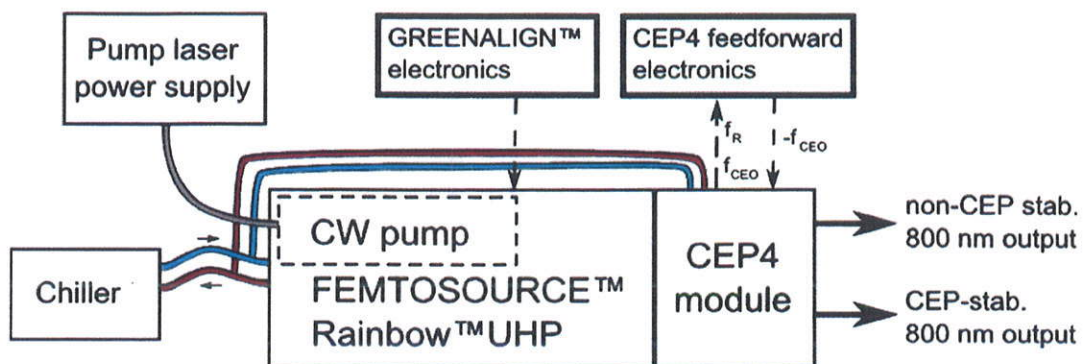 Pump laser
power supply
GREENALIGN™
electronics
CEP4 feedforward
electronics
f_R
f_CEO
-f_CEO
CW pump
FEMTOSOURCE™
Rainbow™UHP
CEP4
module
Chiller
non-CEP stab.
800 nm output
CEP-stab.
800 nm output